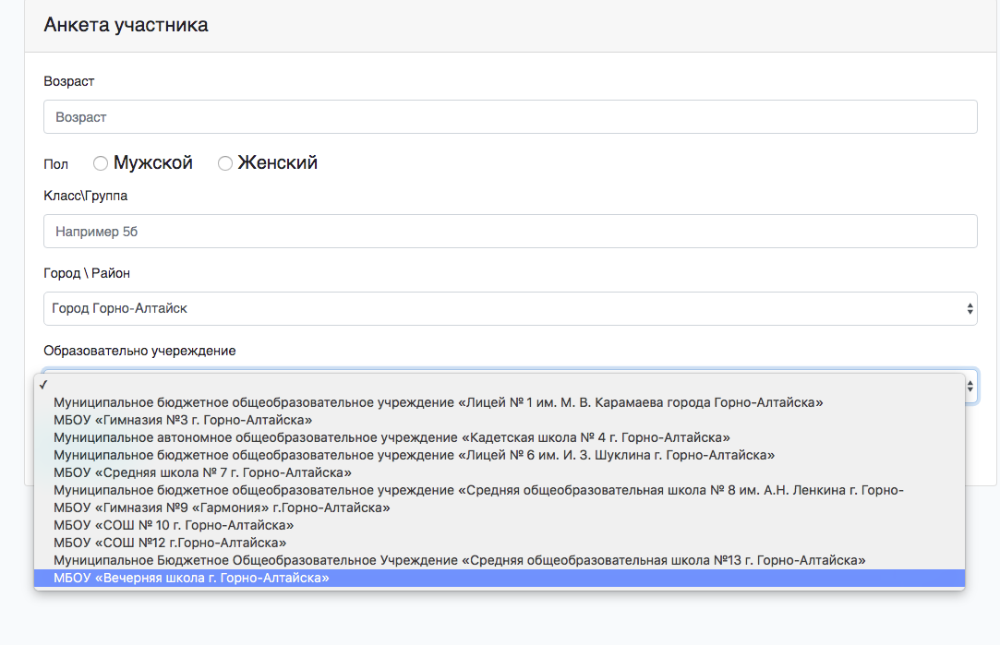 Анкета участника
Возраст
Возраст
Пол Мужской Женский
Класс\Группа
Например 5б
Город \ Район
Город Горно-Алтайск
Образовательно учереждение
Муниципальное бюджетное общеобразовательное учреждение «Лицей № 1 им. М. В. Карамаева города Горно-Алтайска»
МБОУ «Гимназия №3 г. Горно-Алтайска»
Муниципальное автономное общеобразовательное учреждение «Кадетская школа № 4 г. Горно-Алтайска»
Муниципальное бюджетное общеобразовательное учреждение «Лицей № 6 им. И. З. Шуклина г. Горно-Алтайска»
МБОУ «Средняя школа № 7 г. Горно-Алтайска»
Муниципальное бюджетное общеобразовательное учреждение «Средняя общеобразовательная школа № 8 им. А.Н. Ленкина г. Горно-
МБОУ «Гимназия №9 «Гармония» г.Горно-Алтайска»
МБОУ «СОШ № 10 г. Горно-Алтайска»
МБОУ «СОШ №12 г.Горно-Алтайска»
Муниципальное Бюджетное Общеобразовательное Учреждение «Средняя общеобразовательная школа №13 г. Горно-Алтайска»
МБОУ «Вечерняя школа г. Горно-Алтайска»